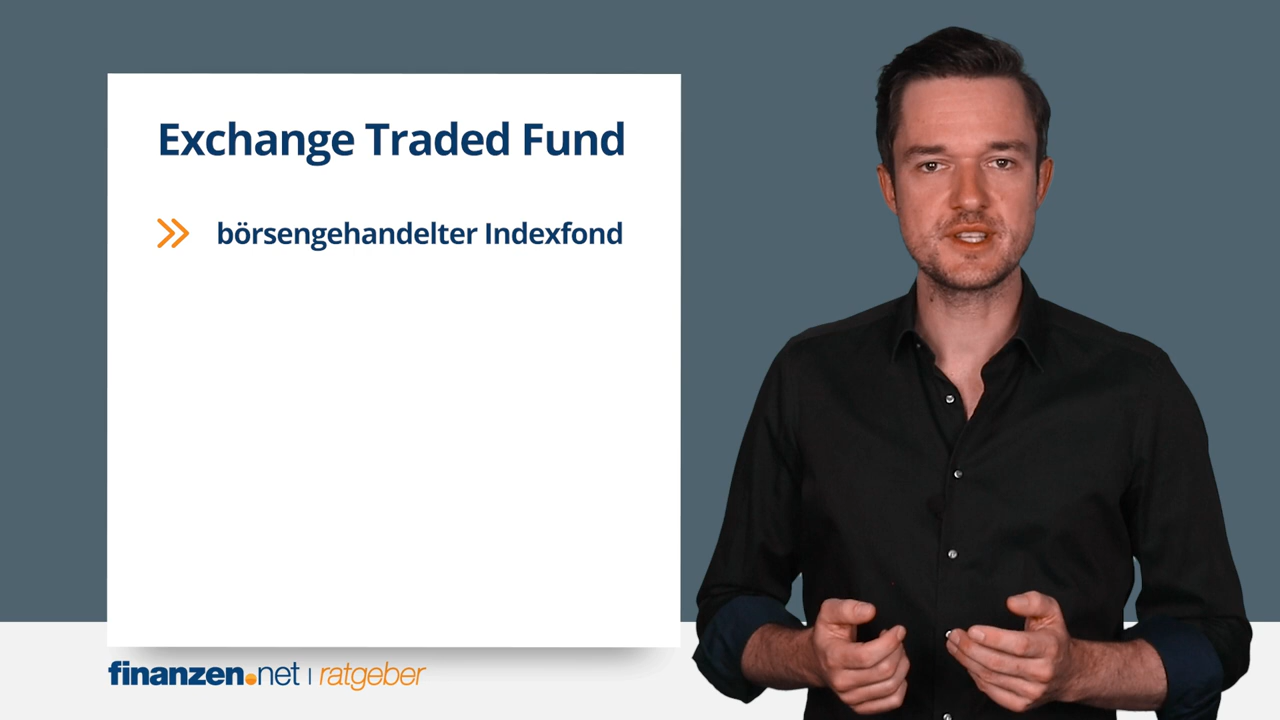 Exchange Traded Fund
börsengehandelter Indexfond
finanzen.net | ratgeber